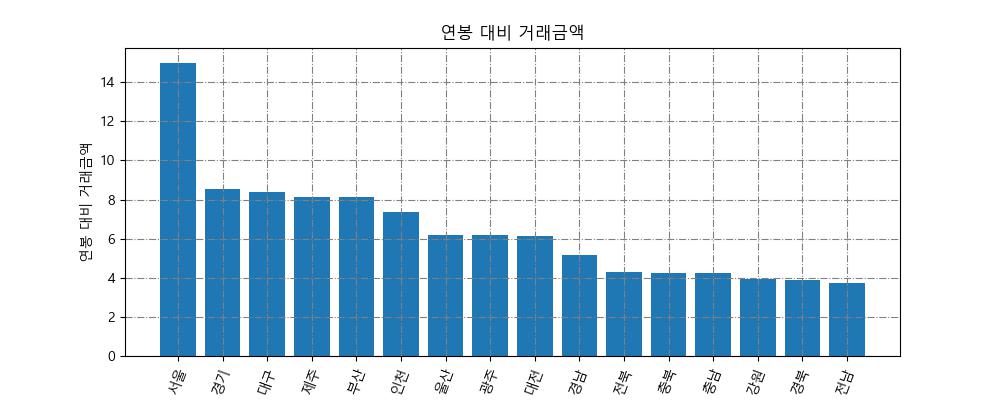 연봉 대비 거래금액
연봉 대비 거래금액
14
12
10
8
6
4
2
0
서울
경기
대구
제주
부산
인천
울산
광주
대전
경남
전북
충북
충남
강원
경북
전남